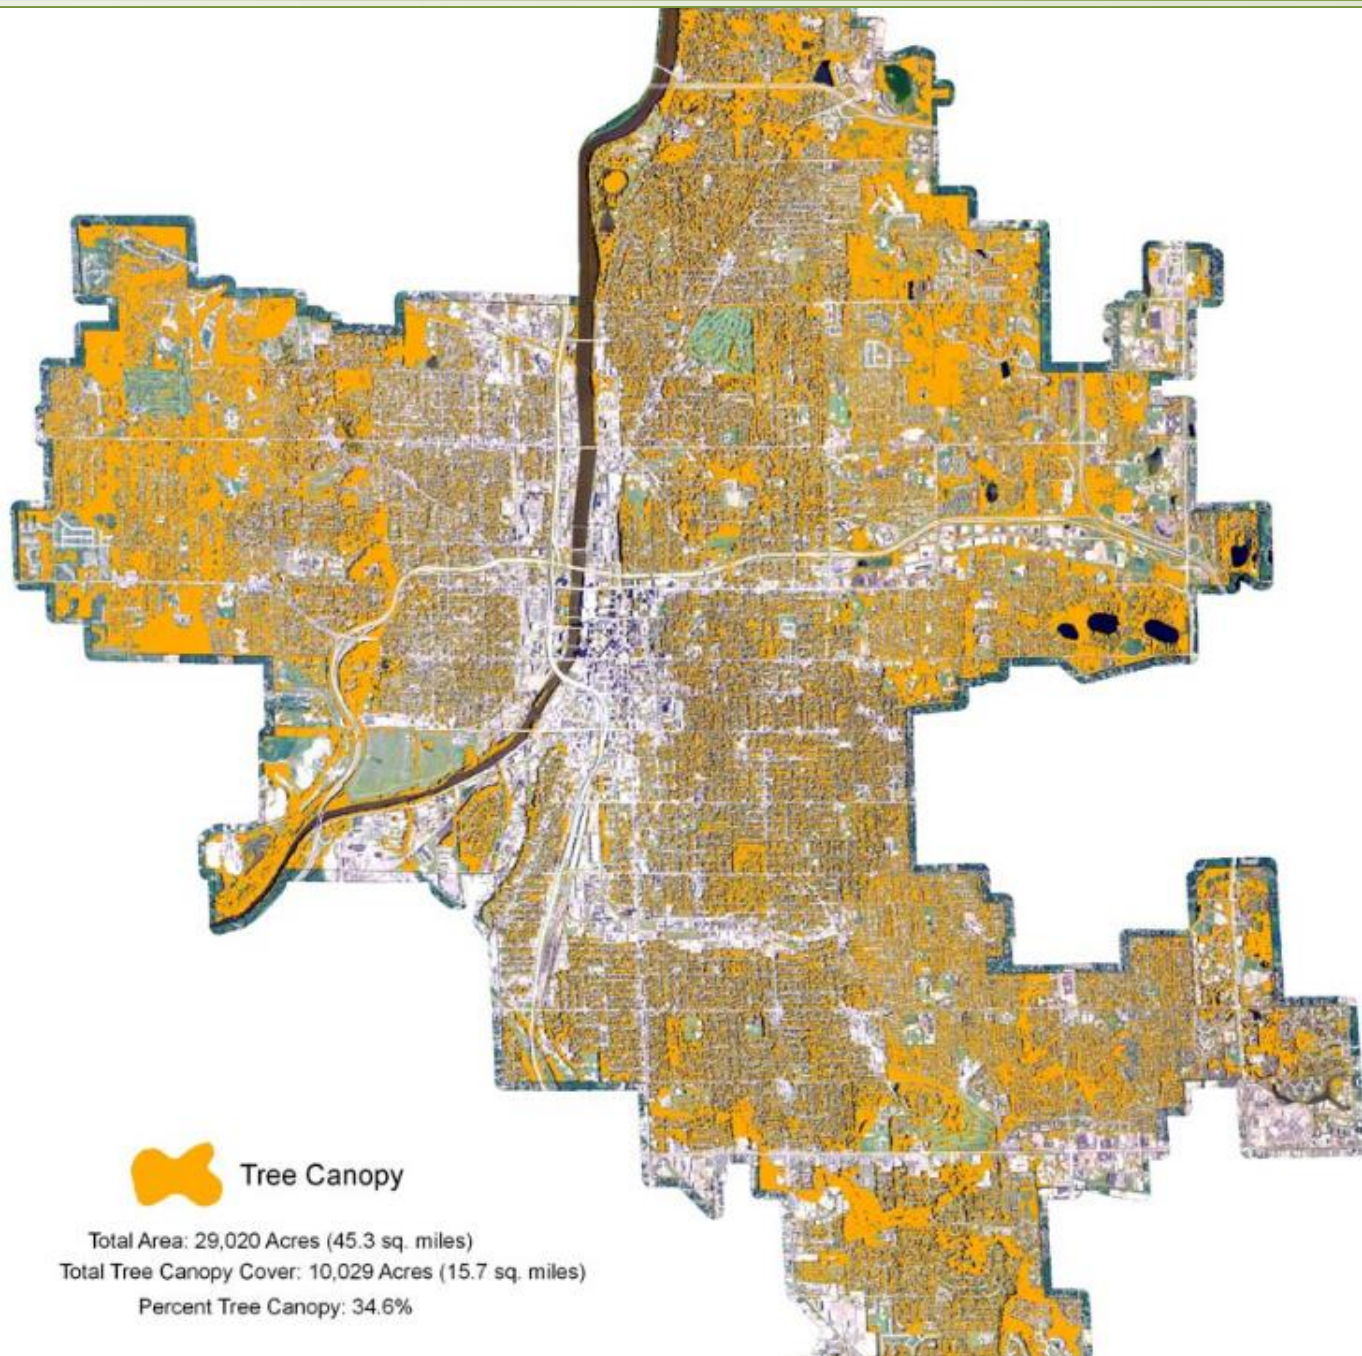 Tree Canopy
Total Area: 29,020 Acres (45.3 sq. miles)
Total Tree Canopy Cover: 10,029 Acres (15.7 sq. miles)
Percent Tree Canopy: 34.6%